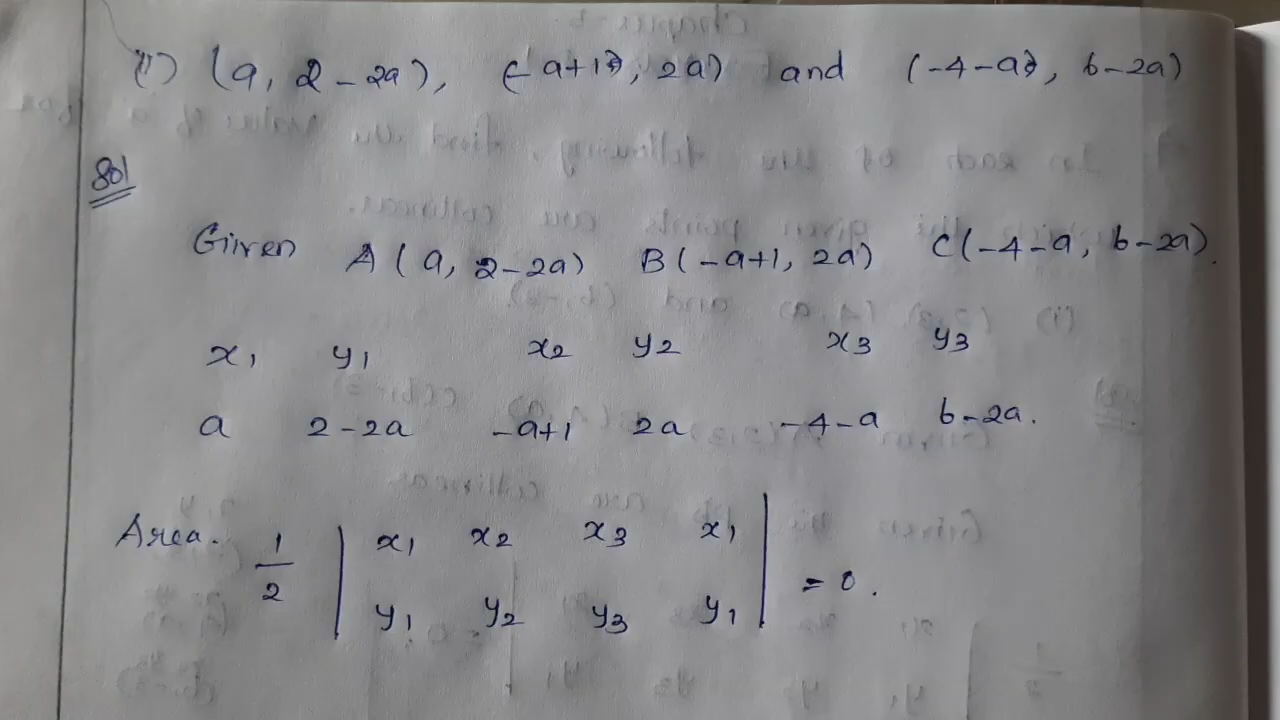 (ii) (a, 2-2a), (-a+1, 2a) and (-4-a, 6-2a)
Sol
Given A(a, 2-2a) B(-a+1, 2a) C(-4-a, 6-2a).
x₁ y₁ x₂ y₂ x₃ y₃
a 2-2a -a+1 2a -4-a 6-2a.
Area. 1/2 | x₁ x₂ x₃ x₁ |
| y₁ y₂ y₃ y₁ | = 0.